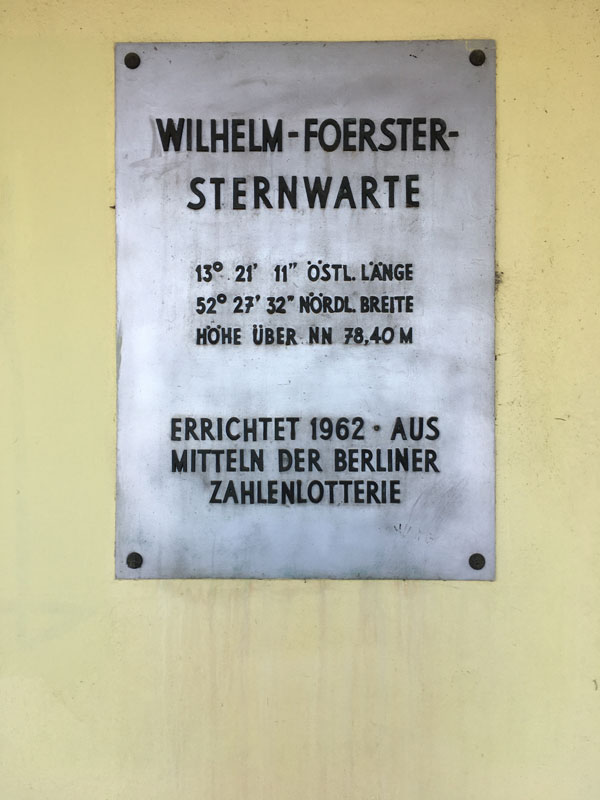 WILHELM-FOERSTER-
STERNWARTE
13° 21' 11" ÖSTL. LÄNGE
52° 27' 32" NÖRDL. BREITE
HÖHE ÜBER NN 78,40 M
ERRICHTET 1962 · AUS
MITTELN DER BERLINER
ZAHLENLOTTERIE